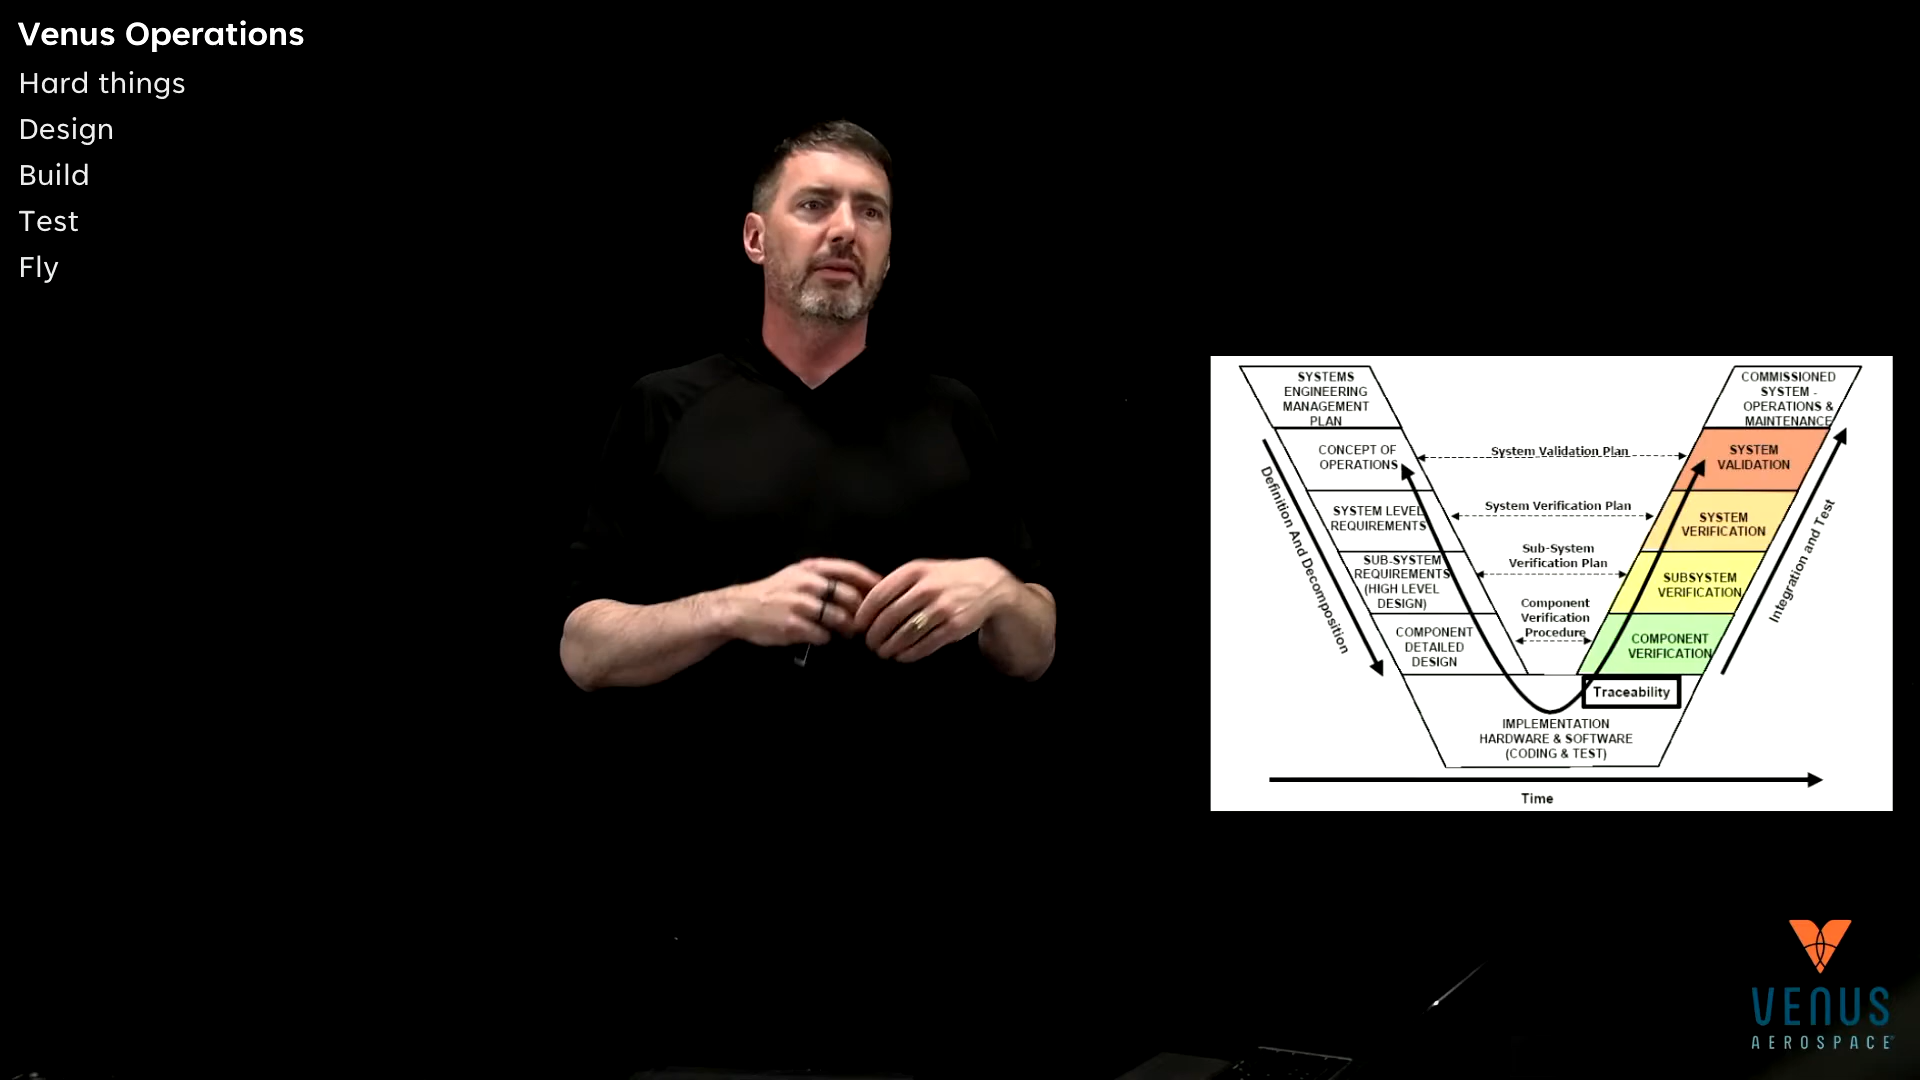 Venus Operations
Hard things
Design
Build
Test
Fly
SYSTEMS
ENGINEERING
MANAGEMENT
PLAN
CONCEPT OF
OPERATIONS
SYSTEM LEVEL
REQUIREMENTS
SUB-SYSTEM
REQUIREMENTS
(HIGH LEVEL
DESIGN)
COMPONENT
DETAILED
DESIGN
Definition And Decomposition
System Validation Plan
System Verification Plan
Sub-System
Verification Plan
Component
Verification
Procedure
COMMISSIONED
SYSTEM -
OPERATIONS &
MAINTENANCE
SYSTEM
VALIDATION
SYSTEM
VERIFICATION
SUBSYSTEM
VERIFICATION
COMPONENT
VERIFICATION
Integration and Test
Traceability
IMPLEMENTATION
HARDWARE & SOFTWARE
(CODING & TEST)
Time
VENUS
AEROSPACE